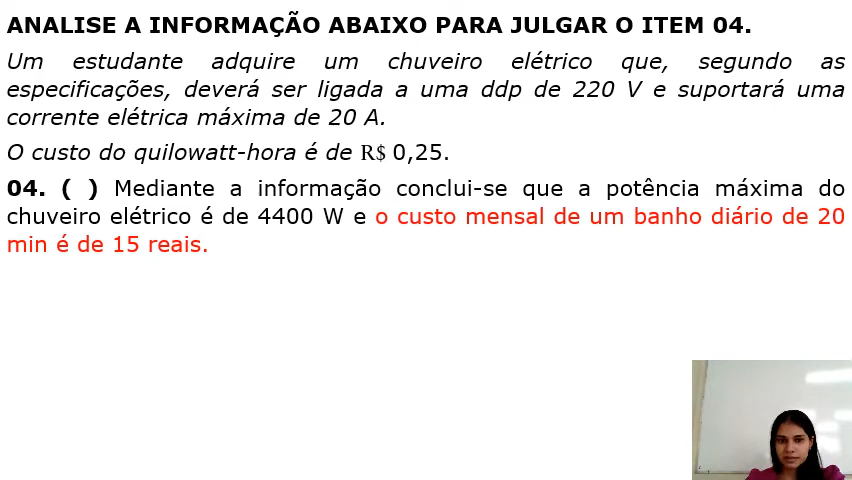 ANALISE A INFORMAÇÃO ABAIXO PARA JULGAR O ITEM 04.
Um estudante adquire um chuveiro elétrico que, segundo as
especificações, deverá ser ligada a uma ddp de 220 V e suportará uma
corrente elétrica máxima de 20 A.
O custo do quilowatt-hora é de R$ 0,25.
04. ( ) Mediante a informação conclui-se que a potência máxima do
chuveiro elétrico é de 4400 W e o custo mensal de um banho diário de 20
min é de 15 reais.